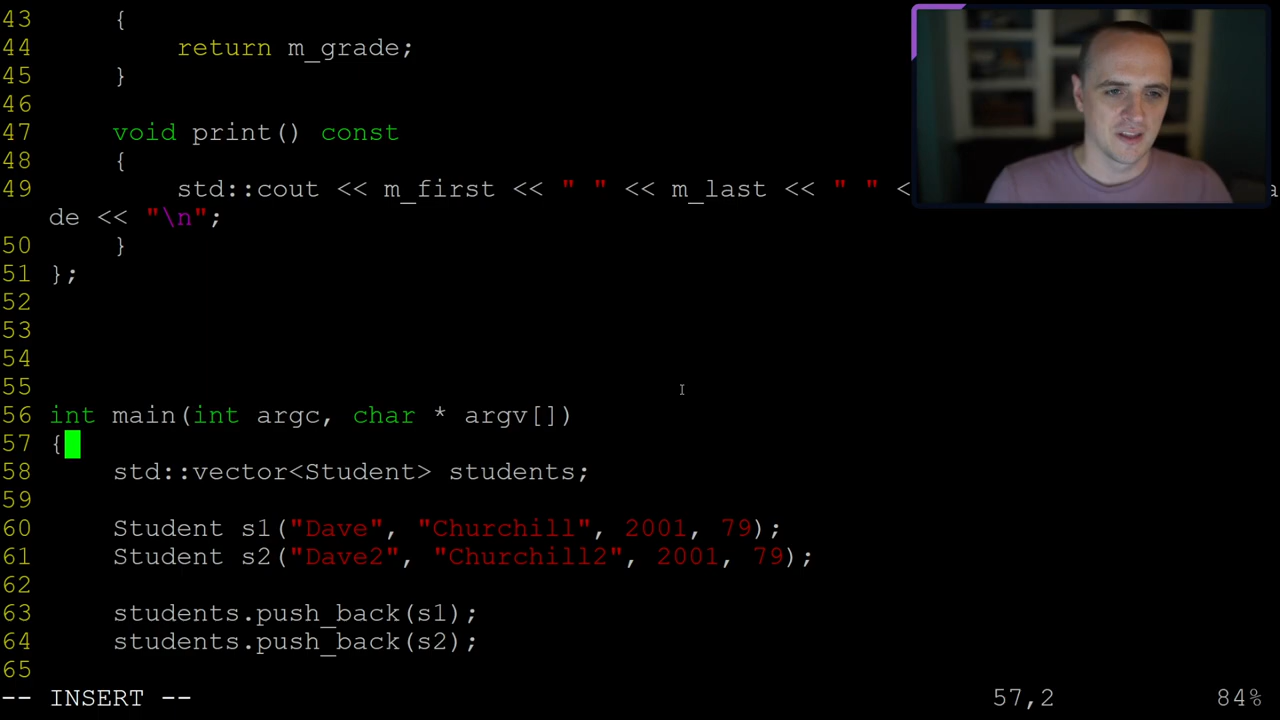 43     {
44         return m_grade;
45     }
46
47     void print() const
48     {
49         std::cout << m_first << " " << m_last << " " <
de << "\n";
50     }
51 };
52
53
54
55
56 int main(int argc, char * argv[])
57 {
58     std::vector<Student> students;
59
60     Student s1("Dave", "Churchill", 2001, 79);
61     Student s2("Dave2", "Churchill2", 2001, 79);
62
63     students.push_back(s1);
64     students.push_back(s2);
65
-- INSERT -- 57,2 84%